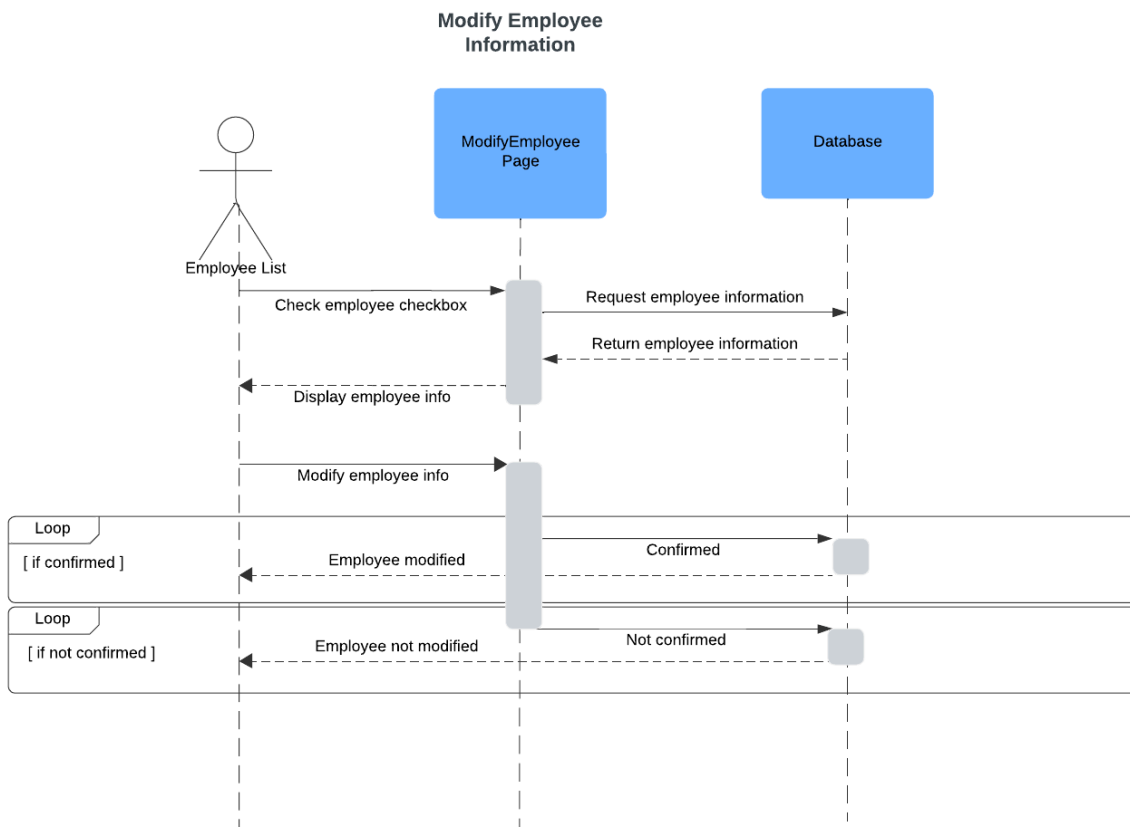 Modify Employee
Information
ModifyEmployee
Page
Database
Employee List
Check employee checkbox
Request employee information
Return employee information
Display employee info
Modify employee info
Loop
[ if confirmed ]
Confirmed
Employee modified
Loop
[ if not confirmed ]
Not confirmed
Employee not modified